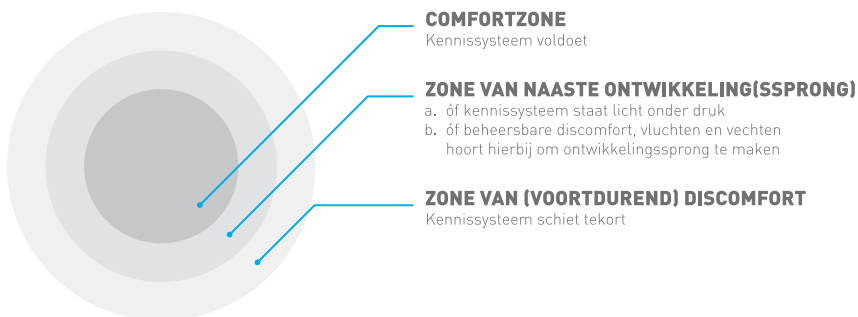 COMFORTZONE
Kennissysteem voldoet
ZONE VAN NAASTE ONTWIKKELING(SSPRONG)
a. óf kennissysteem staat licht onder druk
b. óf beheersbare discomfort, vluchten en vechten
hoort hierbij om ontwikkelingssprong te maken
ZONE VAN (VOORTDUREND) DISCOMFORT
Kennissysteem schiet tekort